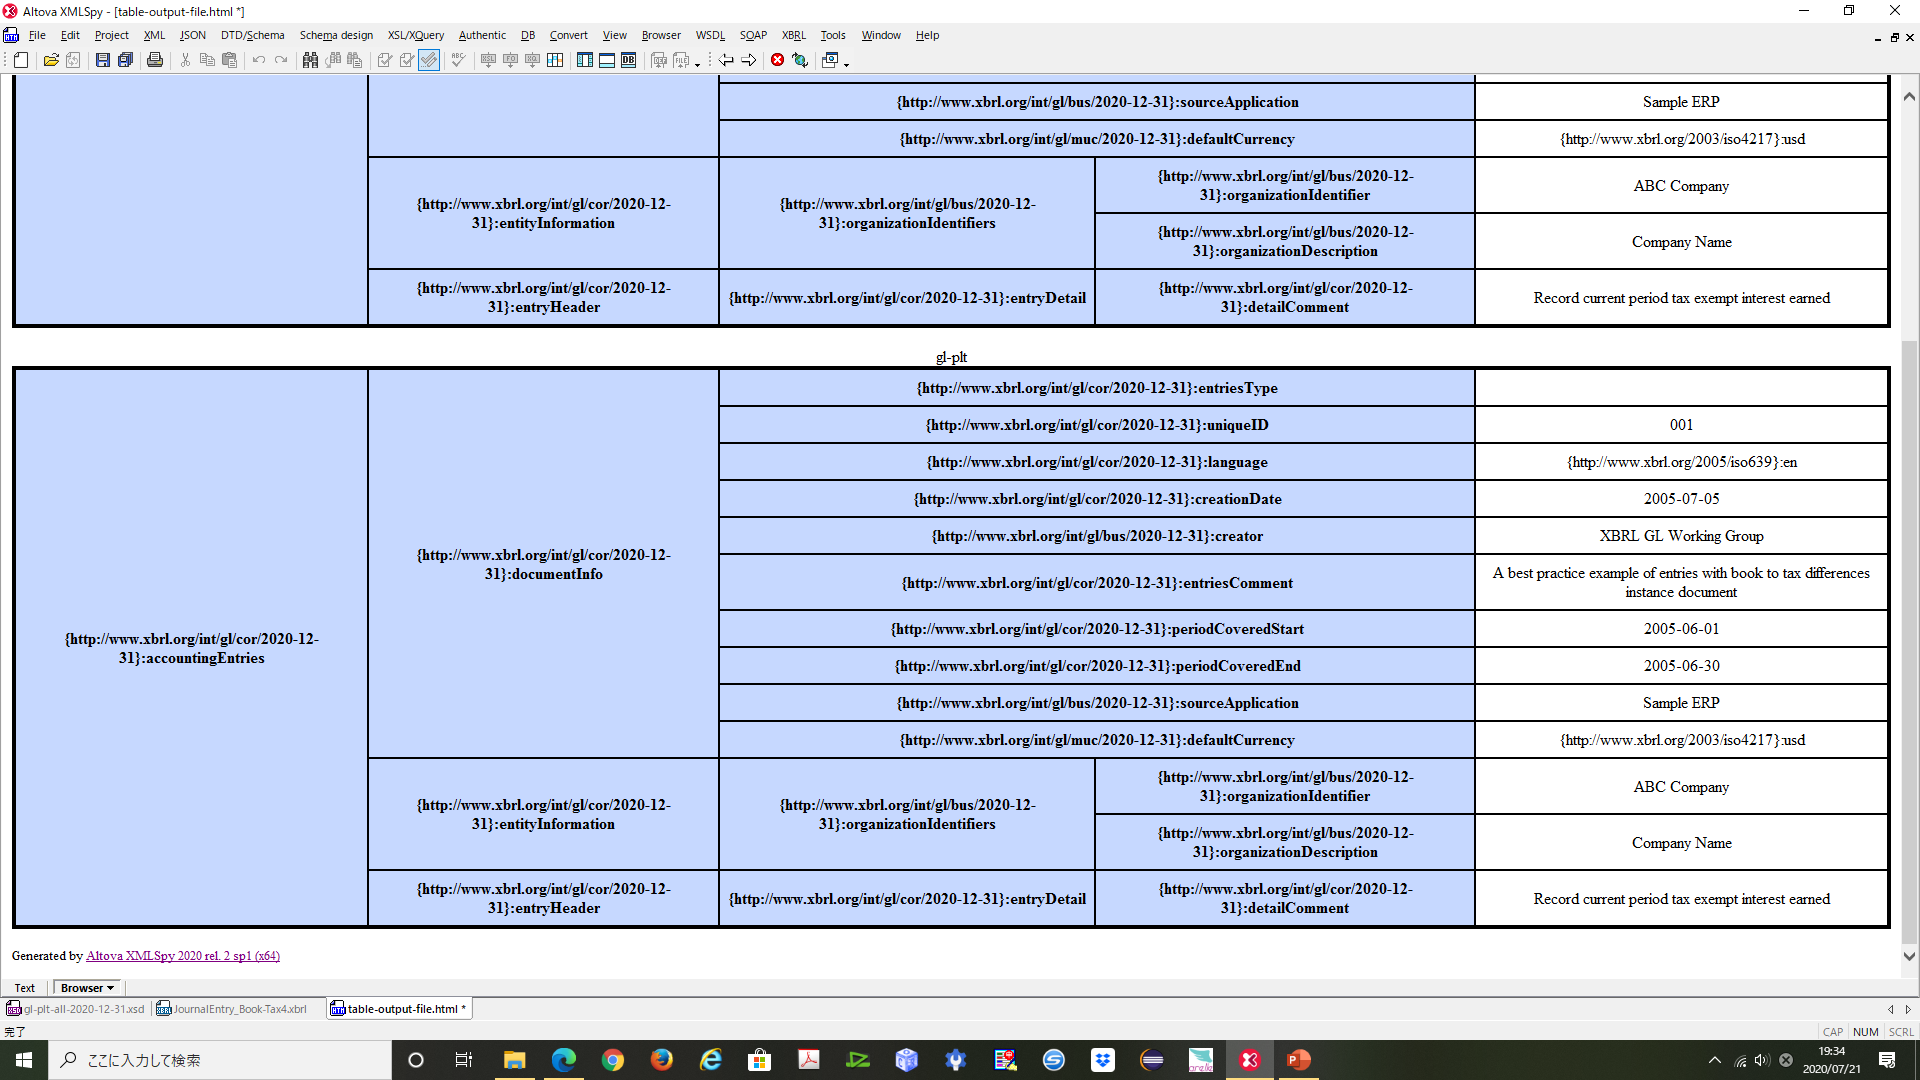 Altova XMLSpy - [table-output-file.html *]
File Edit Project XML JSON DTD/Schema Schema design XSL/XQuery Authentic DB Convert View Browser WSDL SOAP XBRL Tools Window Help
{http://www.xbrl.org/int/gl/bus/2020-12-31}:sourceApplication
Sample ERP
{http://www.xbrl.org/int/gl/muc/2020-12-31}:defaultCurrency
{http://www.xbrl.org/2003/iso4217}:usd
{http://www.xbrl.org/int/gl/cor/2020-12-
31}:entityInformation
{http://www.xbrl.org/int/gl/bus/2020-12-
31}:organizationIdentifiers
{http://www.xbrl.org/int/gl/bus/2020-12-
31}:organizationIdentifier
ABC Company
{http://www.xbrl.org/int/gl/bus/2020-12-
31}:organizationDescription
Company Name
{http://www.xbrl.org/int/gl/cor/2020-12-
31}:entryHeader
{http://www.xbrl.org/int/gl/cor/2020-12-31}:entryDetail
{http://www.xbrl.org/int/gl/cor/2020-12-
31}:detailComment
Record current period tax exempt interest earned
gl-plt
{http://www.xbrl.org/int/gl/cor/2020-12-
31}:accountingEntries
{http://www.xbrl.org/int/gl/cor/2020-12-
31}:documentInfo
{http://www.xbrl.org/int/gl/cor/2020-12-31}:entriesType
{http://www.xbrl.org/int/gl/cor/2020-12-31}:uniqueID
001
{http://www.xbrl.org/int/gl/cor/2020-12-31}:language
{http://www.xbrl.org/2005/iso639}:en
{http://www.xbrl.org/int/gl/cor/2020-12-31}:creationDate
2005-07-05
{http://www.xbrl.org/int/gl/bus/2020-12-31}:creator
XBRL GL Working Group
{http://www.xbrl.org/int/gl/cor/2020-12-31}:entriesComment
A best practice example of entries with book to tax differences
instance document
{http://www.xbrl.org/int/gl/cor/2020-12-31}:periodCoveredStart
2005-06-01
{http://www.xbrl.org/int/gl/cor/2020-12-31}:periodCoveredEnd
2005-06-30
{http://www.xbrl.org/int/gl/bus/2020-12-31}:sourceApplication
Sample ERP
{http://www.xbrl.org/int/gl/muc/2020-12-31}:defaultCurrency
{http://www.xbrl.org/2003/iso4217}:usd
{http://www.xbrl.org/int/gl/cor/2020-12-
31}:entityInformation
{http://www.xbrl.org/int/gl/bus/2020-12-
31}:organizationIdentifiers
{http://www.xbrl.org/int/gl/bus/2020-12-
31}:organizationIdentifier
ABC Company
{http://www.xbrl.org/int/gl/bus/2020-12-
31}:organizationDescription
Company Name
{http://www.xbrl.org/int/gl/cor/2020-12-
31}:entryHeader
{http://www.xbrl.org/int/gl/cor/2020-12-31}:entryDetail
{http://www.xbrl.org/int/gl/cor/2020-12-
31}:detailComment
Record current period tax exempt interest earned
Generated by Altova XMLSpy 2020 rel. 2 sp1 (x64)
Text Browser
gl-plt-all-2020-12-31.xsd JournalEntry_Book-Tax4.xbrl table-output-file.html *
完了
CAP NUM SCRL
ここに入力して検索
19:34
2020/07/21